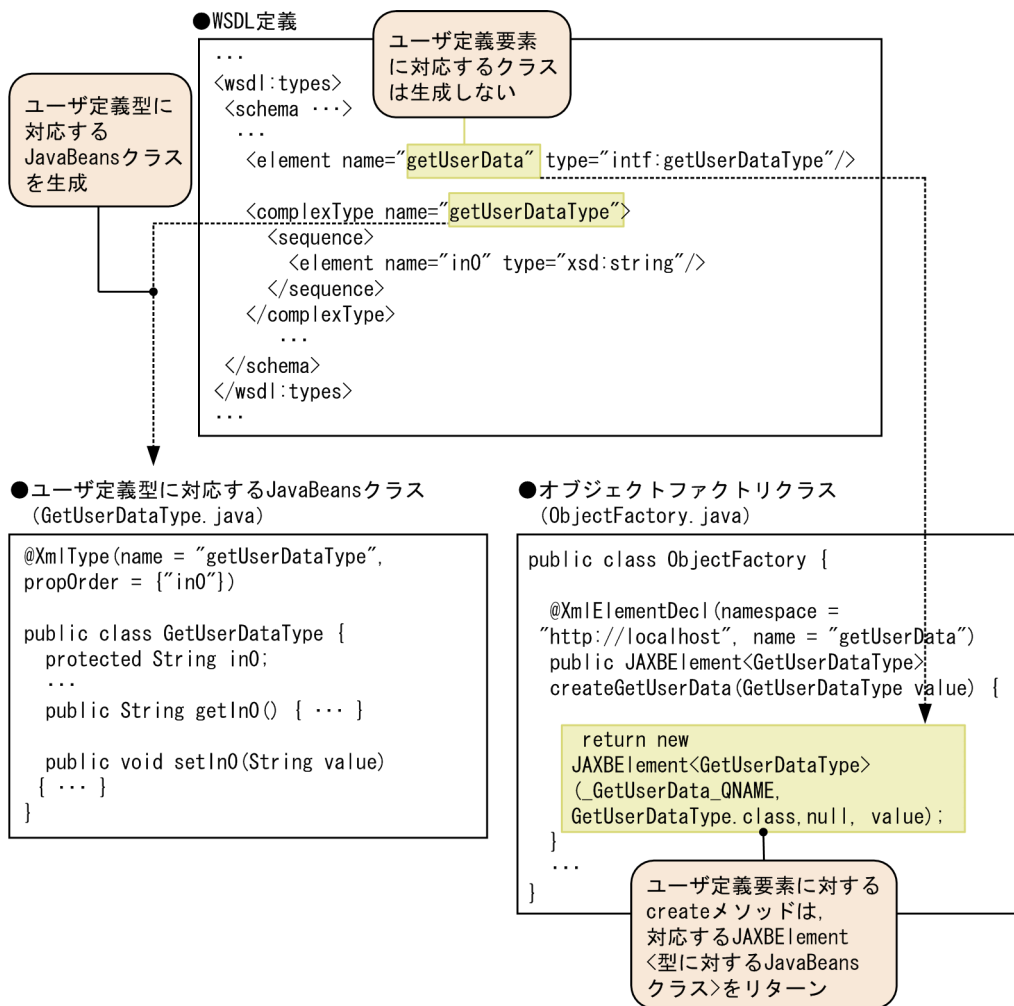 ●WSDL定義
ユーザ定義要素
に対応するクラス
は生成しない
ユーザ定義型に
対応する
JavaBeansクラス
を生成
...
<wsdl:types>
<schema ...>
...
<element name="getUserData" type="intf:getUserDataType"/>
<complexType name="getUserDataType">
<sequence>
<element name="in0" type="xsd:string"/>
</sequence>
</complexType>
...
</schema>
</wsdl:types>
...
●ユーザ定義型に対応するJavaBeansクラス
(GetUserDataType.java)
@XmlType(name = "getUserDataType",
propOrder = {"in0"})
public class GetUserDataType {
protected String in0;
...
public String getIn0() { ... }
public void setIn0(String value)
{ ... }
}
●オブジェクトファクトリクラス
(ObjectFactory.java)
public class ObjectFactory {
@XmlElementDecl(namespace =
"http://localhost", name = "getUserData")
public JAXBElement<GetUserDataType>
createGetUserData(GetUserDataType value) {
return new
JAXBElement<GetUserDataType>
(_GetUserData_QNAME,
GetUserDataType.class,null, value);
}
...
}
ユーザ定義要素に対する
createメソッドは,
対応するJAXBElement
<型に対するJavaBeans
クラス>をリターン